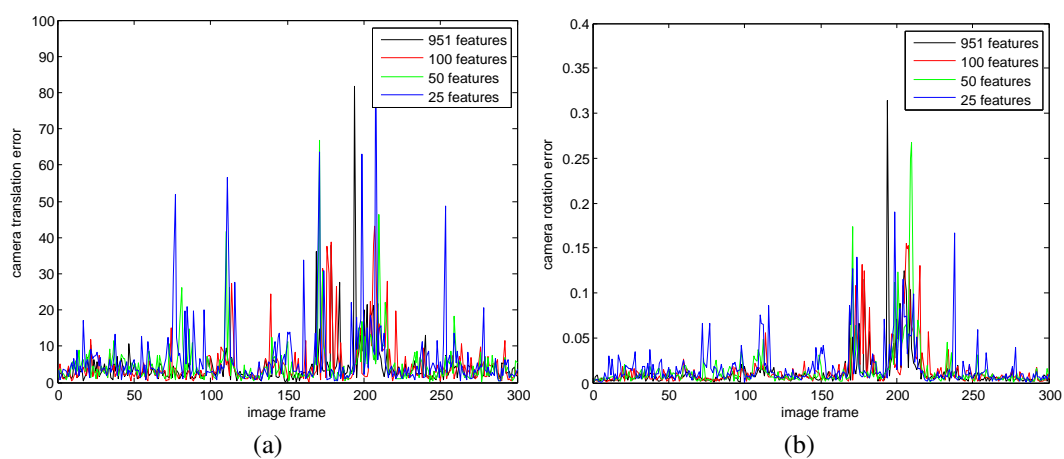 100
90
80
70
60
50
40
30
20
10
0
camera translation error
951 features
100 features
50 features
25 features
0 50 100 150 200 250 300
image frame
(a)
0.4
0.35
0.3
0.25
0.2
0.15
0.1
0.05
0
camera rotation error
951 features
100 features
50 features
25 features
0 50 100 150 200 250 300
image frame
(b)